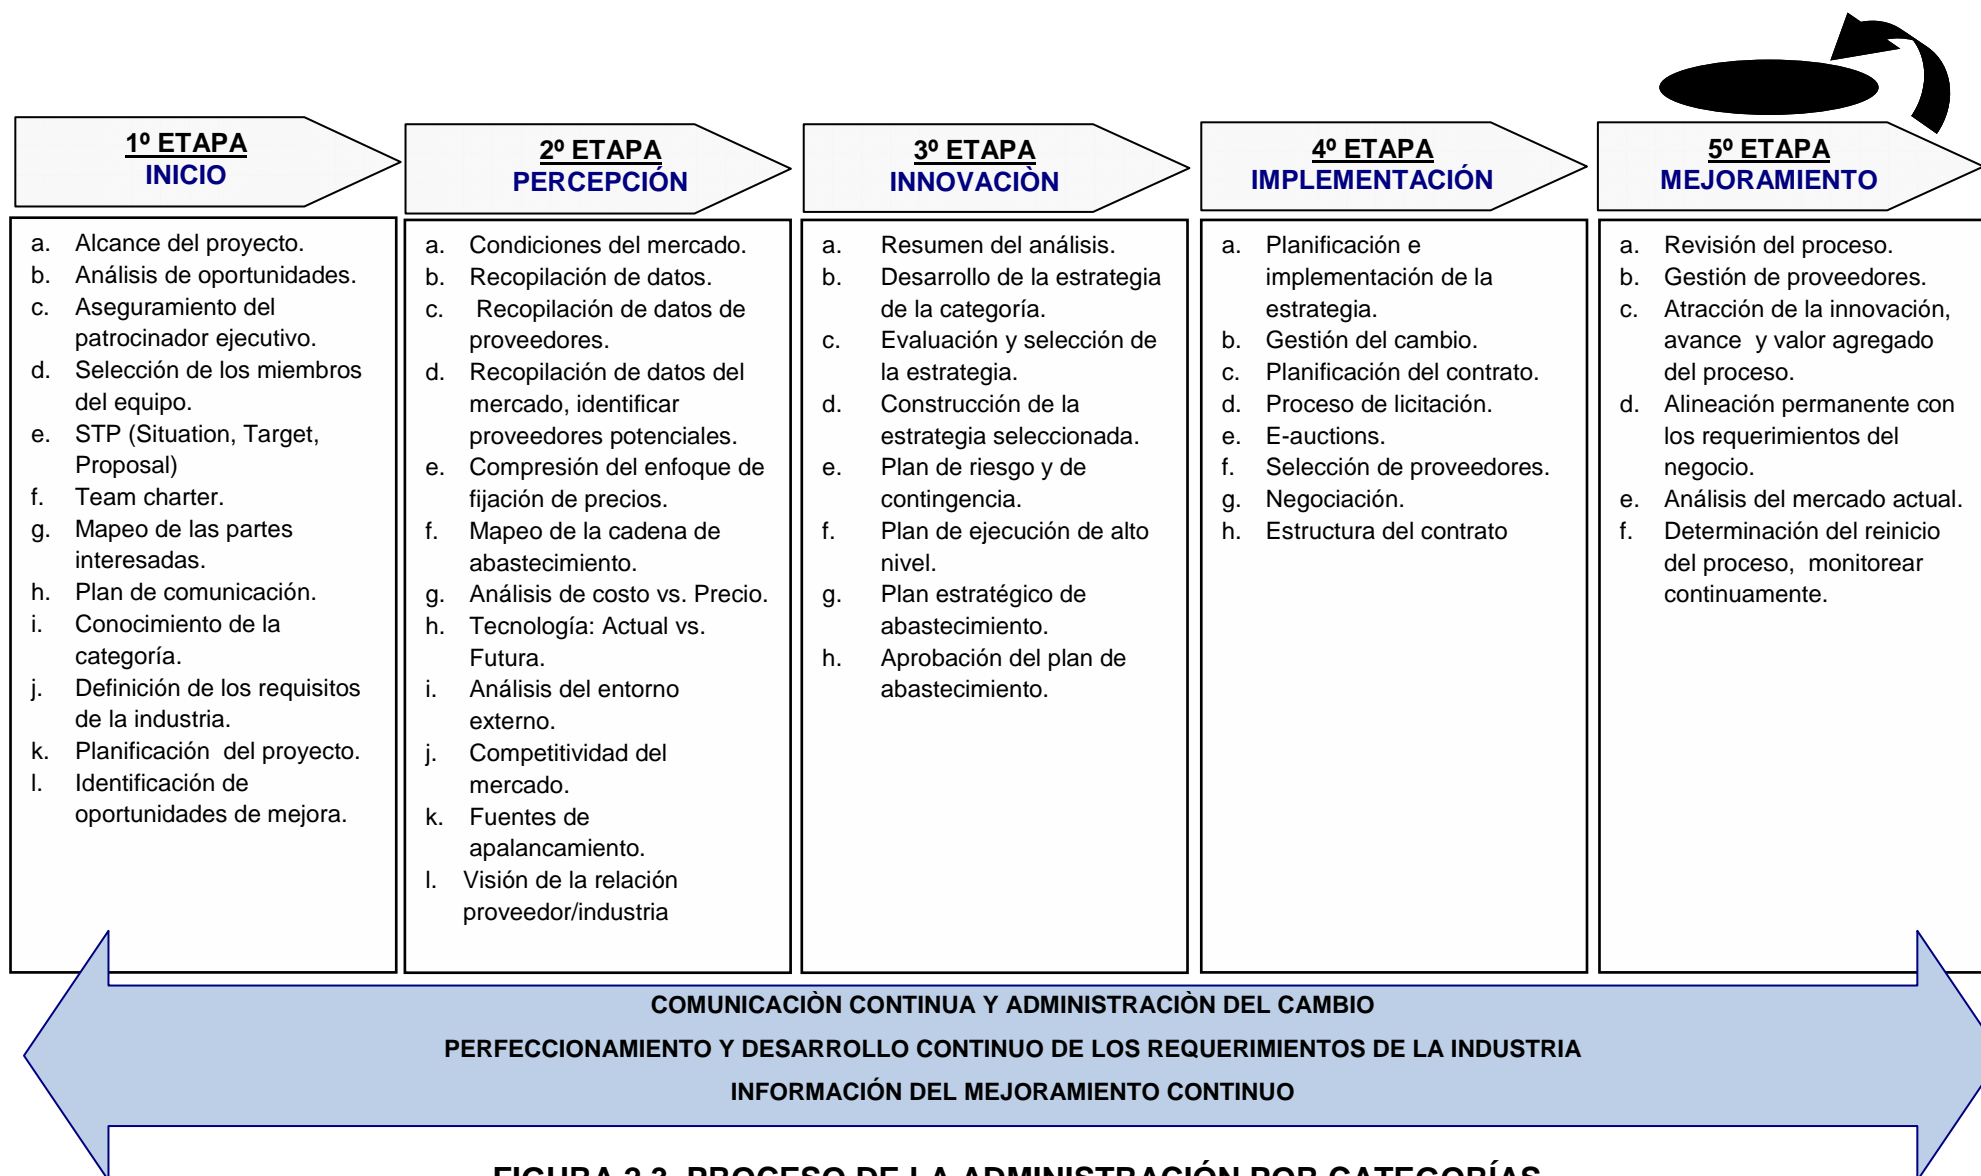 1º ETAPA
INICIO
a. Alcance del proyecto.
b. Análisis de oportunidades.
c. Aseguramiento del
patrocinador ejecutivo.
d. Selección de los miembros
del equipo.
e. STP (Situation, Target,
Proposal)
f. Team charter.
g. Mapeo de las partes
interesadas.
h. Plan de comunicación.
i. Conocimiento de la
categoría.
j. Definición de los requisitos
de la industria.
k. Planificación del proyecto.
l. Identificación de
oportunidades de mejora.
2º ETAPA
PERCEPCIÓN
a. Condiciones del mercado.
b. Recopilación de datos.
c. Recopilación de datos de
proveedores.
d. Recopilación de datos del
mercado, identificar
proveedores potenciales.
e. Compresión del enfoque de
fijación de precios.
f. Mapeo de la cadena de
abastecimiento.
g. Análisis de costo vs. Precio.
h. Tecnología: Actual vs.
Futura.
i. Análisis del entorno
externo.
j. Competitividad del
mercado.
k. Fuentes de
apalancamiento.
l. Visión de la relación
proveedor/industria
3º ETAPA
INNOVACIÒN
a. Resumen del análisis.
b. Desarrollo de la estrategia
de la categoría.
c. Evaluación y selección de
la estrategia.
d. Construcción de la
estrategia seleccionada.
e. Plan de riesgo y de
contingencia.
f. Plan de ejecución de alto
nivel.
g. Plan estratégico de
abastecimiento.
h. Aprobación del plan de
abastecimiento.
4º ETAPA
IMPLEMENTACIÓN
a. Planificación e
implementación de la
estrategia.
b. Gestión del cambio.
c. Planificación del contrato.
d. Proceso de licitación.
e. E-auctions.
f. Selección de proveedores.
g. Negociación.
h. Estructura del contrato
5º ETAPA
MEJORAMIENTO
a. Revisión del proceso.
b. Gestión de proveedores.
c. Atracción de la innovación,
avance y valor agregado
del proceso.
d. Alineación permanente con
los requerimientos del
negocio.
e. Análisis del mercado actual.
f. Determinación del reinicio
del proceso, monitorear
continuamente.
COMUNICACIÒN CONTINUA Y ADMINISTRACIÒN DEL CAMBIO
PERFECCIONAMIENTO Y DESARROLLO CONTINUO DE LOS REQUERIMIENTOS DE LA INDUSTRIA
INFORMACIÓN DEL MEJORAMIENTO CONTINUO
FIGURA 2.3. PROCESO DE LA ADMINISTRACIÓN POR CATEGORÍAS